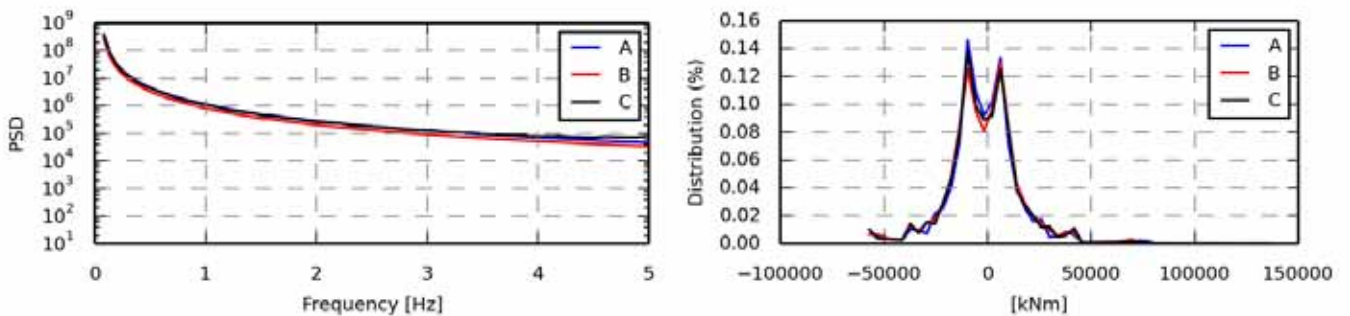 10^9
10^8
10^7
10^6
10^5
10^4
10^3
10^2
10^1
PSD
0 1 2 3 4 5
Frequency [Hz]
A
B
C
0.16
0.14
0.12
0.10
0.08
0.06
0.04
0.02
0.00
Distribution (%)
−100000 −50000 0 50000 100000 150000
[kNm]
A
B
C